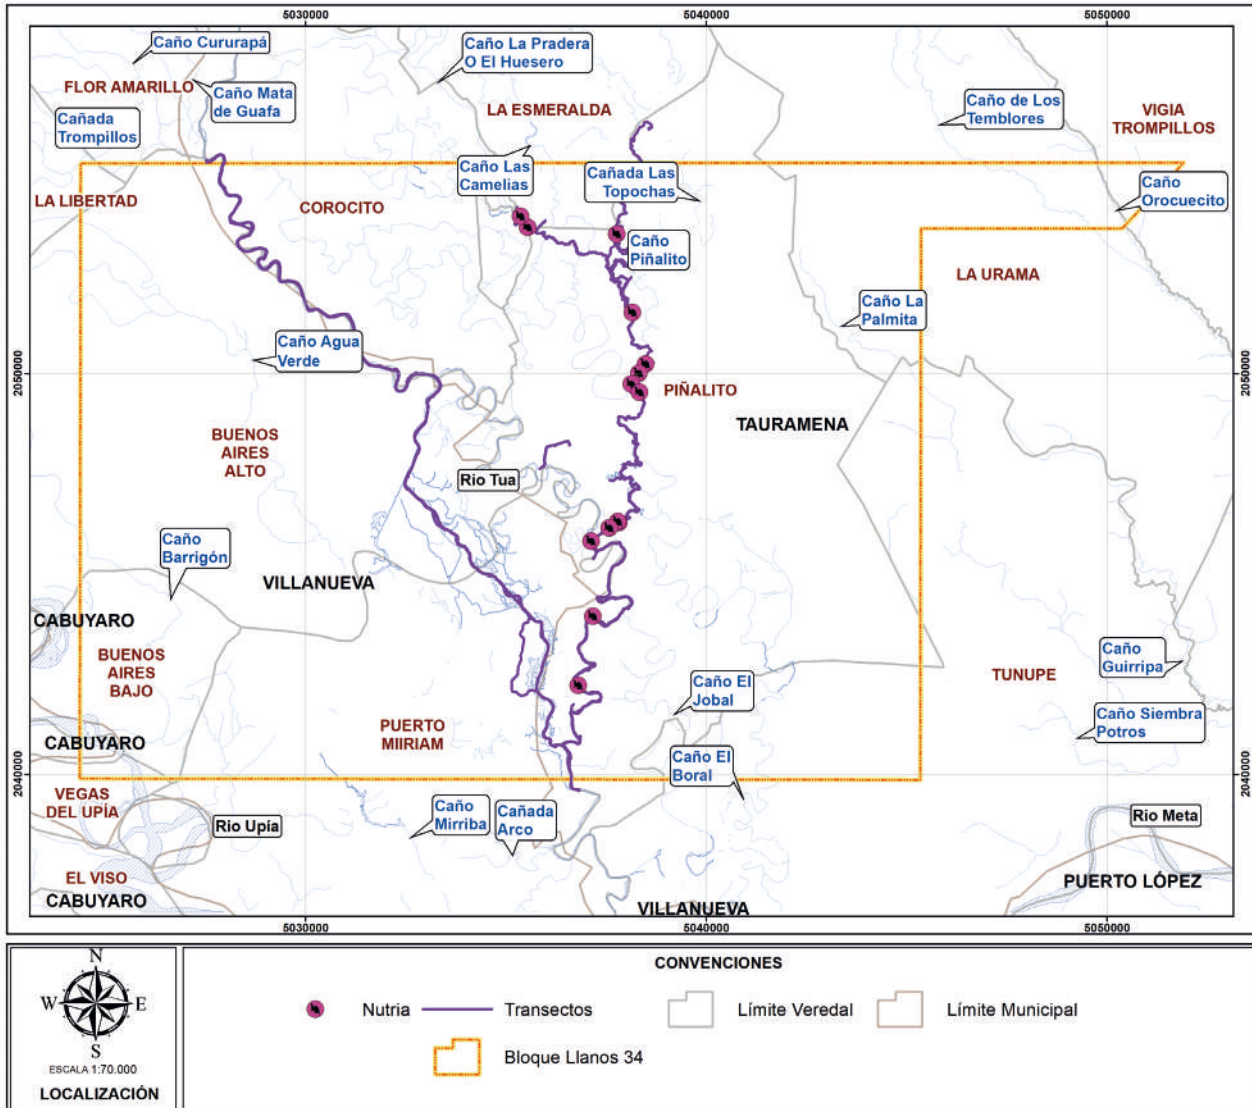 5030000
5040000
5050000
Caño Cururapá
Caño La Pradera
O El Huesero
FLOR AMARILLO
Caño Mata
de Guafa
LA ESMERALDA
Caño de Los
Temblores
VIGIA
TROMPILLOS
Cañada
Trompillos
Caño Las
Camelias
Cañada Las
Topochas
Caño
Orocuecito
LA LIBERTAD
COROCITO
Caño
Piñalito
LA URAMA
Caño La
Palmita
Caño Agua
Verde
2050000
2050000
PIÑALITO
TAURAMENA
BUENOS
AIRES
ALTO
Rio Tua
Caño
Barrigón
VILLANUEVA
CABUYARO
BUENOS
AIRES
BAJO
Caño
Guirripa
TUNUPE
Caño El
Jobal
PUERTO
MIIRIAM
Caño Siembra
Potros
CABUYARO
Caño El
Boral
2040000
2040000
VEGAS
DEL UPÍA
Rio Upía
Caño
Mirriba
Cañada
Arco
Rio Meta
EL VISO
CABUYARO
PUERTO LÓPEZ
VILLANUEVA
5030000
5040000
5050000
N
W
E
S
ESCALA 1:70.000
LOCALIZACIÓN
CONVENCIONES
Nutria
Transectos
Límite Veredal
Límite Municipal
Bloque Llanos 34